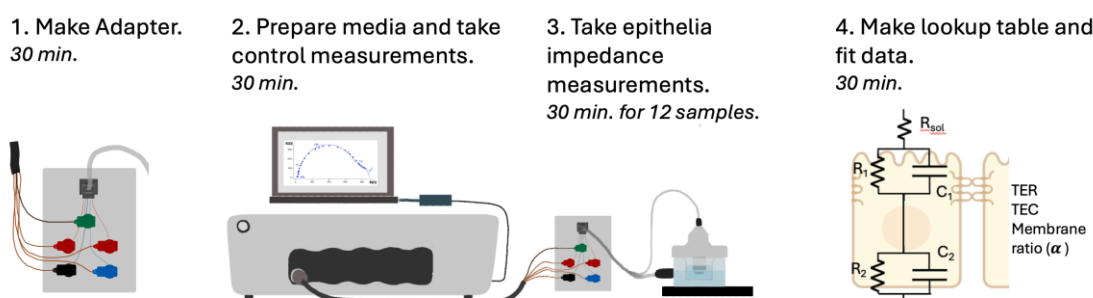 1. Make Adapter.
30 min.
2. Prepare media and take
control measurements.
30 min.
3. Take epithelia
impedance
measurements.
30 min. for 12 samples.
4. Make lookup table and
fit data.
30 min.
Rsol
R1
C1
C2
R2
TER
TEC
Membrane
ratio (α)